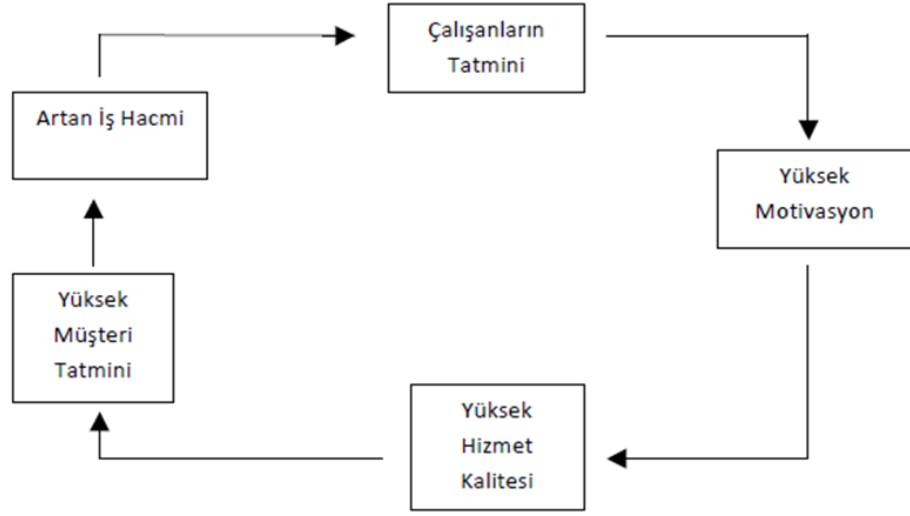 Çalışanların
Tatmini
Yüksek
Motivasyon
Yüksek
Hizmet
Kalitesi
Yüksek
Müşteri
Tatmini
Artan İş Hacmi